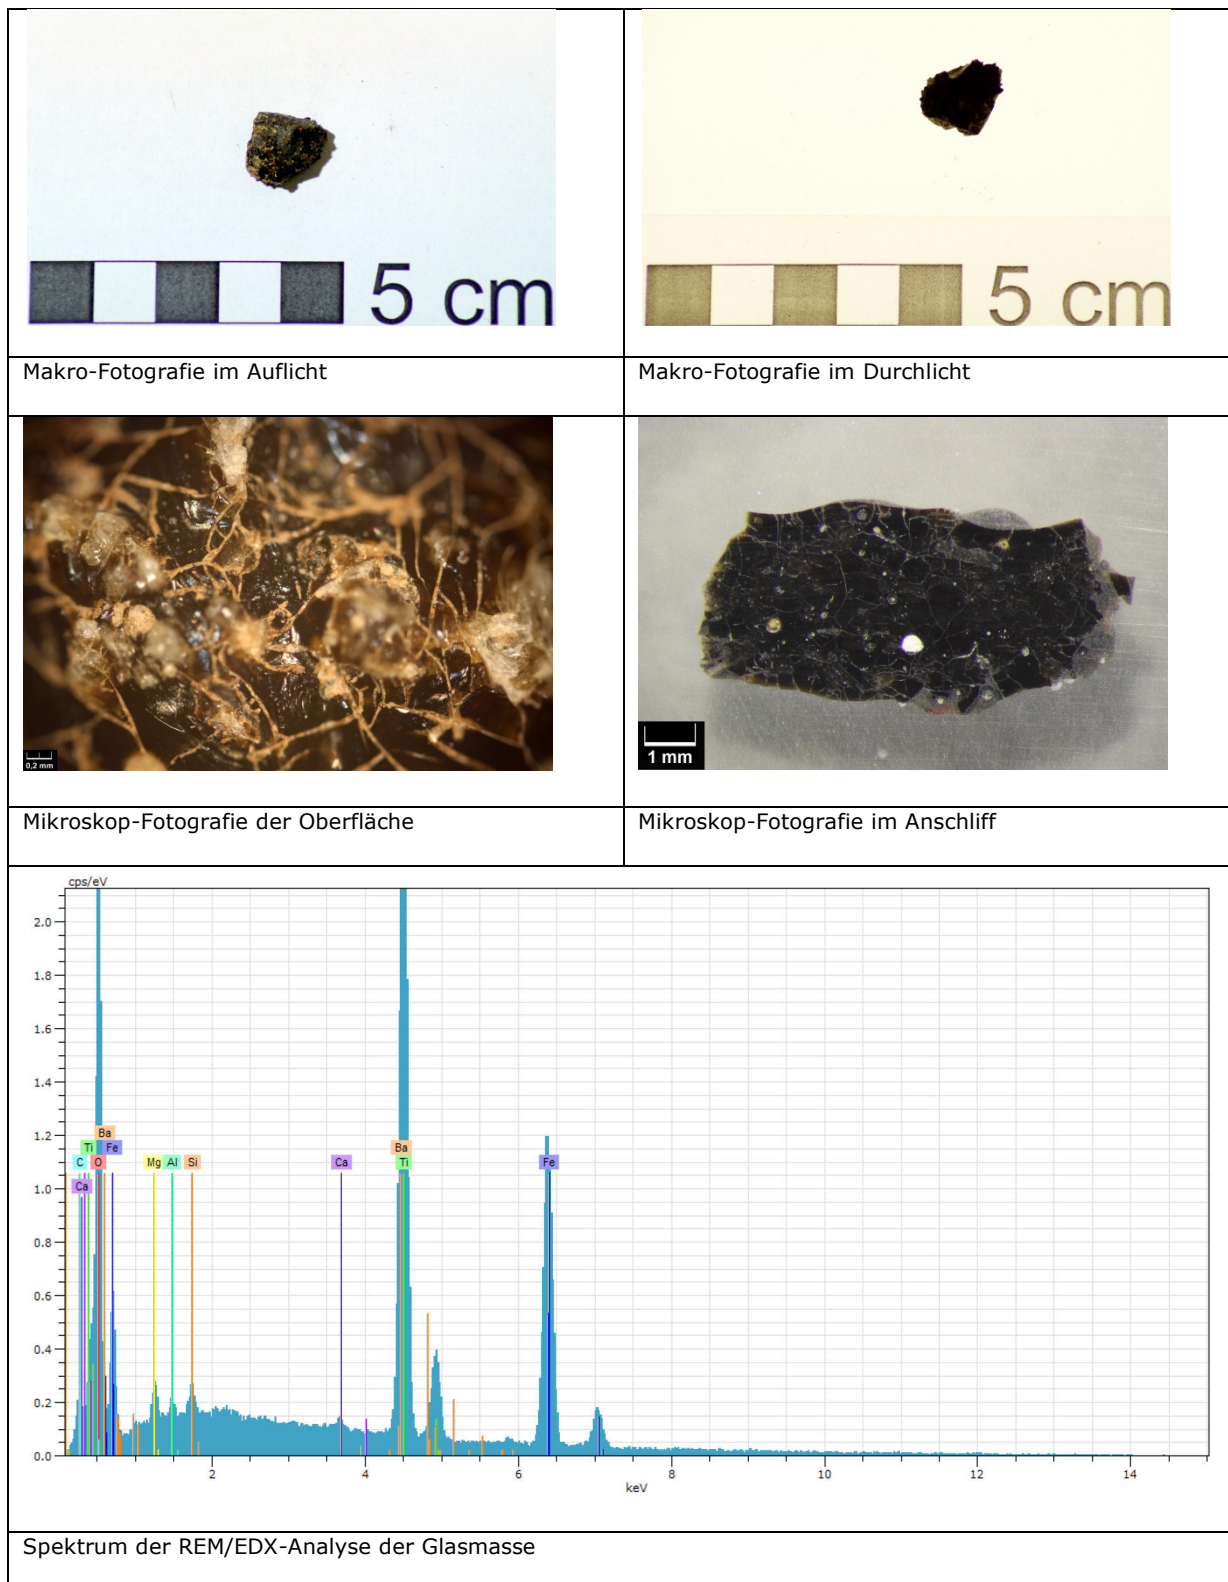 5 cm
5 cm
Makro-Fotografie im Auflicht
Makro-Fotografie im Durchlicht
0,2 mm
1 mm
Mikroskop-Fotografie der Oberfläche
Mikroskop-Fotografie im Anschliff
cps/eV
2.0
1.8
1.6
1.4
1.2
1.0
0.8
0.6
0.4
0.2
0.0
Ba
Ti
Fe
C
O
Ca
Mg
Al
Si
Ca
Ba
Ti
Fe
2
4
6
8
10
12
14
keV
Spektrum der REM/EDX-Analyse der Glasmasse